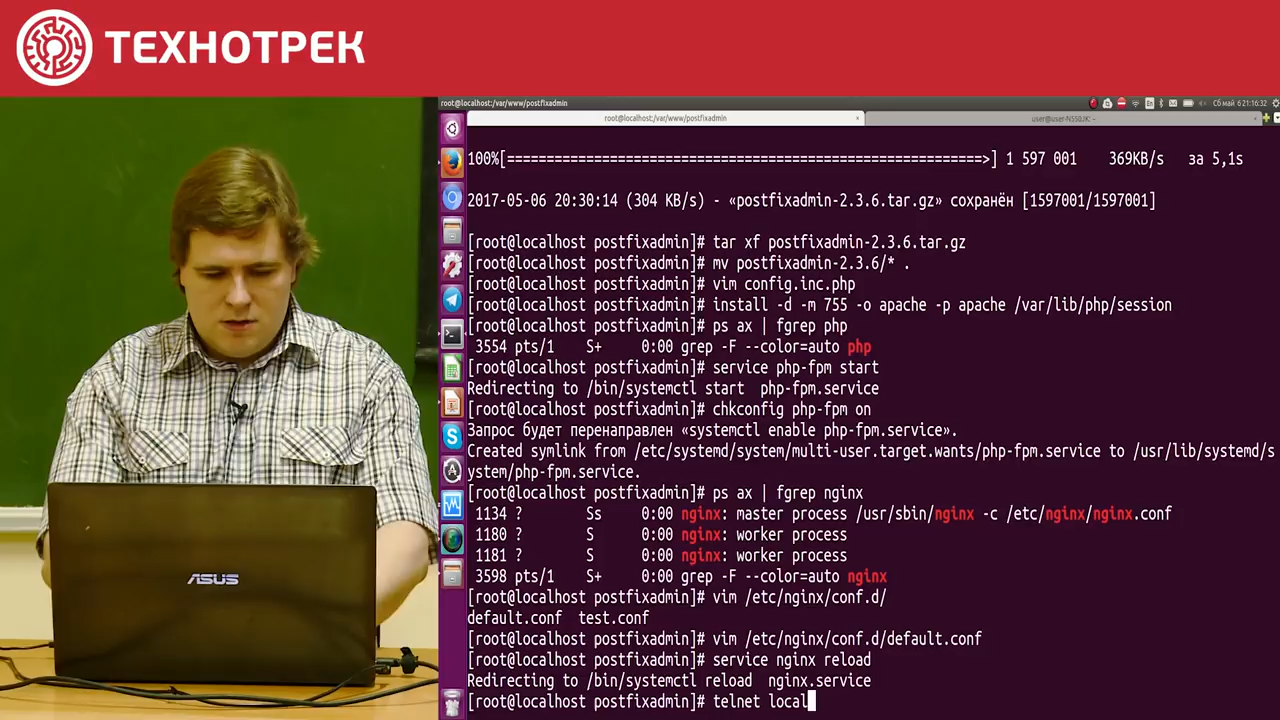 ТЕХНОТРЕК
root@localhost:/var/www/postfixadmin
En
Сб май 6 21:16:32
root@localhost:/var/www/postfixadmin
×
user@user-N550JK: ~
×
100%[=============================================================>] 1 597 001 369KB/s за 5,1s
2017-05-06 20:30:14 (304 KB/s) - «postfixadmin-2.3.6.tar.gz» сохранён [1597001/1597001]
[root@localhost postfixadmin]# tar xf postfixadmin-2.3.6.tar.gz
[root@localhost postfixadmin]# mv postfixadmin-2.3.6/* .
[root@localhost postfixadmin]# vim config.inc.php
[root@localhost postfixadmin]# install -d -m 755 -o apache -p apache /var/lib/php/session
[root@localhost postfixadmin]# ps ax | fgrep php
3554 pts/1 S+ 0:00 grep -F --color=auto php
[root@localhost postfixadmin]# service php-fpm start
Redirecting to /bin/systemctl start php-fpm.service
[root@localhost postfixadmin]# chkconfig php-fpm on
Запрос будет перенаправлен «systemctl enable php-fpm.service».
Created symlink from /etc/systemd/system/multi-user.target.wants/php-fpm.service to /usr/lib/systemd/s
ystem/php-fpm.service.
[root@localhost postfixadmin]# ps ax | fgrep nginx
1134 ? Ss 0:00 nginx: master process /usr/sbin/nginx -c /etc/nginx/nginx.conf
1180 ? S 0:00 nginx: worker process
1181 ? S 0:00 nginx: worker process
3598 pts/1 S+ 0:00 grep -F --color=auto nginx
[root@localhost postfixadmin]# vim /etc/nginx/conf.d/
default.conf test.conf
[root@localhost postfixadmin]# vim /etc/nginx/conf.d/default.conf
[root@localhost postfixadmin]# service nginx reload
Redirecting to /bin/systemctl reload nginx.service
[root@localhost postfixadmin]# telnet local
ASUS